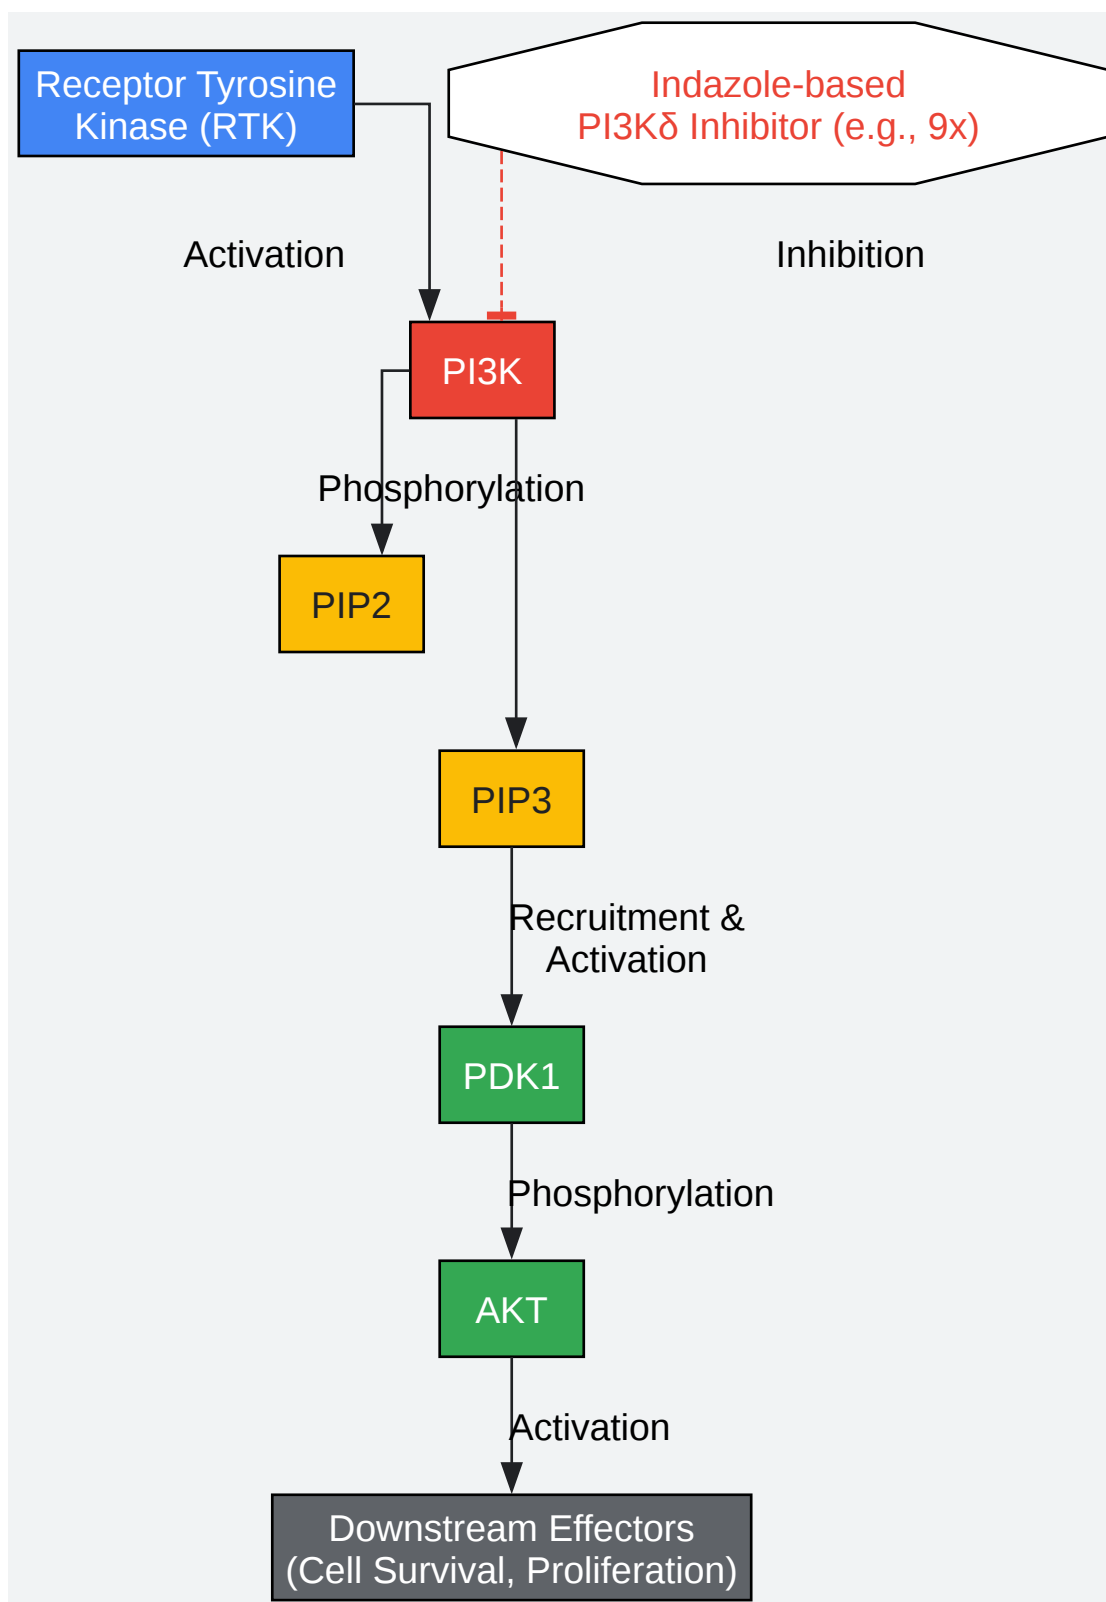 Receptor Tyrosine
Kinase (RTK)
Indazole-based
PI3Kδ Inhibitor (e.g., 9x)
Activation
Inhibition
PI3K
Phosphorylation
PIP2
PIP3
Recruitment &
Activation
PDK1
Phosphorylation
AKT
Activation
Downstream Effectors
(Cell Survival, Proliferation)